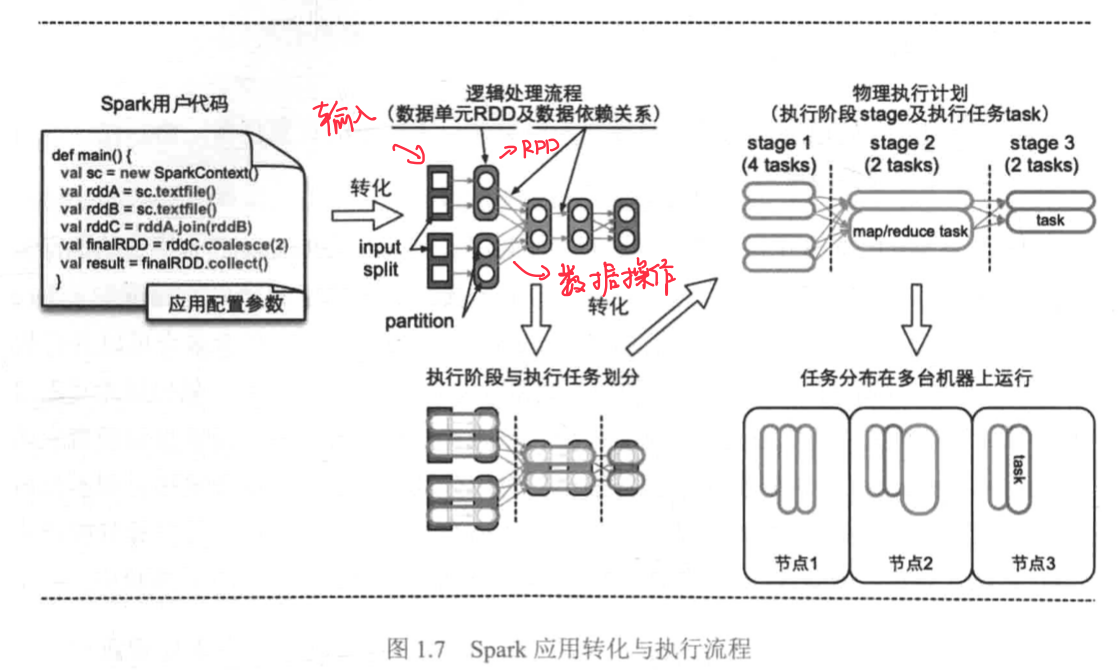 Spark用户代码
def main() {
val sc = new SparkContext()
val rddA = sc.textfile()
val rddB = sc.textfile()
val rddC = rddA.join(rddB)
val finalRDD = rddC.coalesce(2)
val result = finalRDD.collect()
}
应用配置参数
转化
逻辑处理流程
（数据单元RDD及数据依赖关系）
输入
→RPD
input
split
partition
数据操作
转化
执行阶段与执行任务划分
物理执行计划
（执行阶段stage及执行任务task）
stage 1
(4 tasks)
stage 2
(2 tasks)
stage 3
(2 tasks)
map/reduce task
task
任务分布在多台机器上运行
task
节点1
节点2
节点3
图 1.7 Spark 应用转化与执行流程